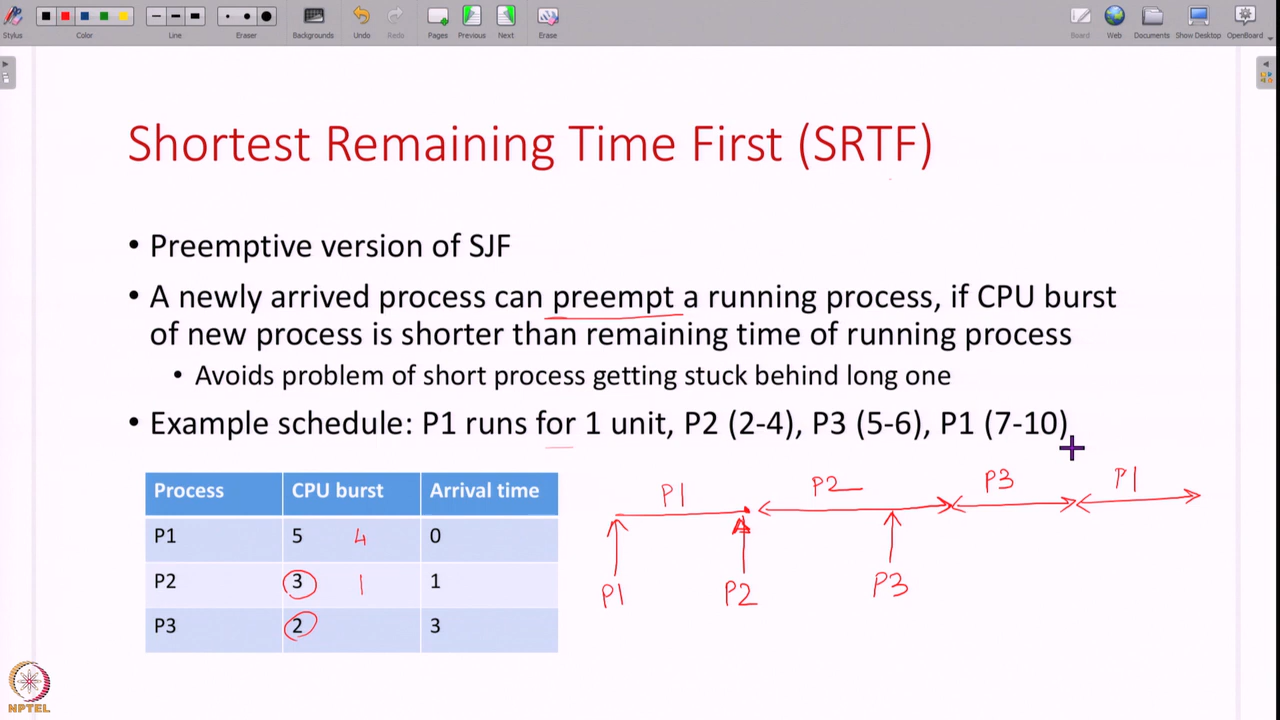 Stylus
Color
Line
Eraser
Backgrounds
Undo
Redo
Pages
Previous
Next
Erase
Board
Web
Documents
Show Desktop
OpenBoard
Shortest Remaining Time First (SRTF)
• Preemptive version of SJF
• A newly arrived process can preempt a running process, if CPU burst
of new process is shorter than remaining time of running process
• Avoids problem of short process getting stuck behind long one
• Example schedule: P1 runs for 1 unit, P2 (2-4), P3 (5-6), P1 (7-10)
Process CPU burst Arrival time
P1 5 4 0
P2 3 1 1
P3 2 3
P1 P2 P3 P1
P1 P2 P3
NPTEL